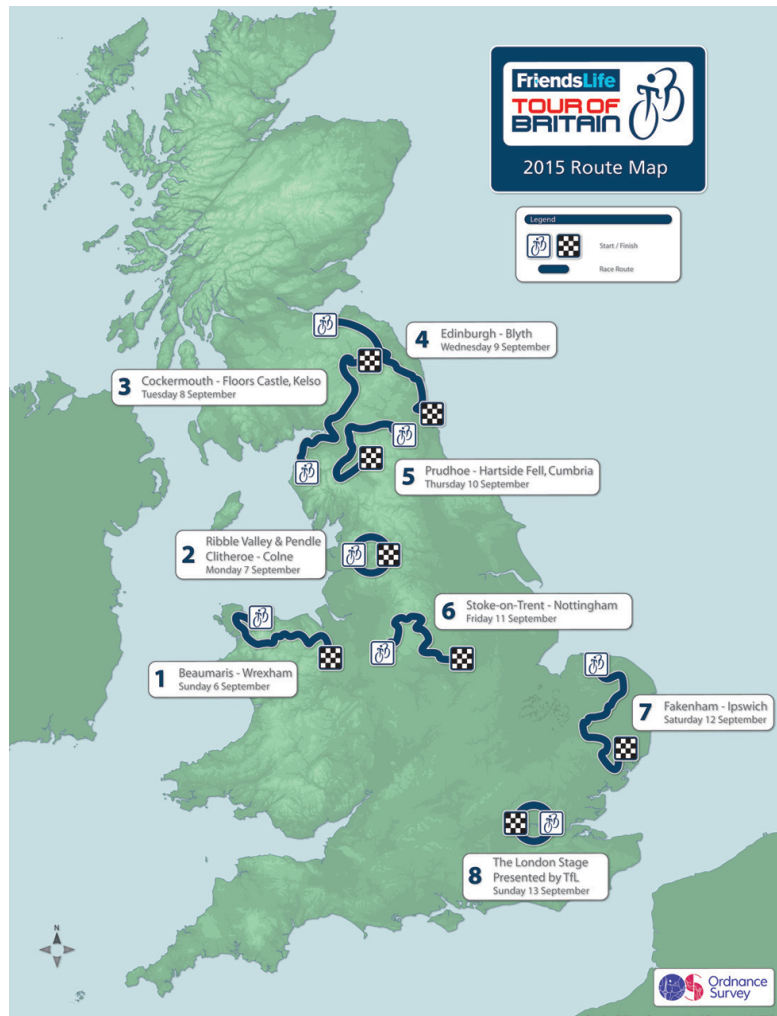 FriendsLife
TOUR OF
BRITAIN
2015 Route Map
Legend
Start / Finish
Race Route
4 Edinburgh - Blyth
Wednesday 9 September
3 Cockermouth - Floors Castle, Kelso
Tuesday 8 September
5 Prudhoe - Hartside Fell, Cumbria
Thursday 10 September
2 Ribble Valley & Pendle
Clitheroe - Colne
Monday 7 September
6 Stoke-on-Trent - Nottingham
Friday 11 September
1 Beaumaris - Wrexham
Sunday 6 September
7 Fakenham - Ipswich
Saturday 12 September
8 The London Stage
Presented by TfL
Sunday 13 September
N
Ordnance
Survey